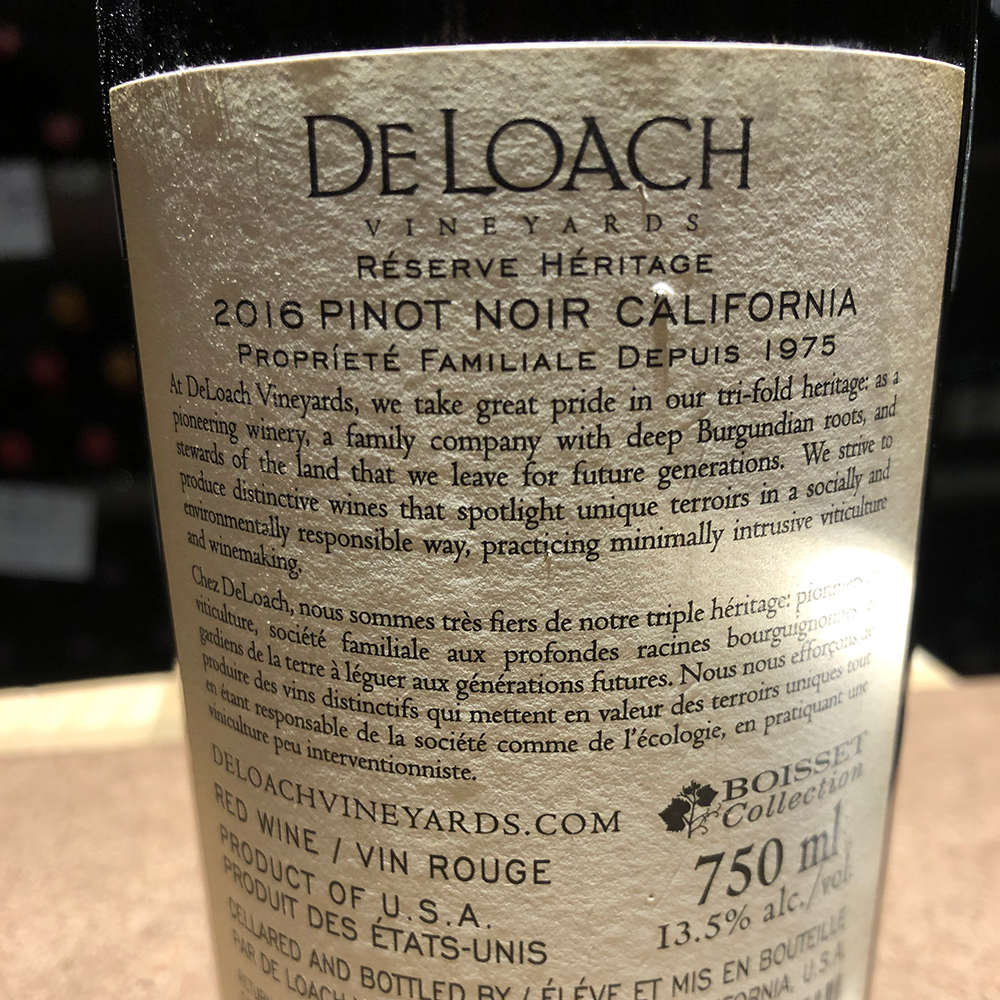 DELOACH
VINEYARDS
RÉSERVE HÉRITAGE
2016 PINOT NOIR CALIFORNIA
PROPRÍETÉ FAMILIALE DEPUIS 1975
At DeLoach Vineyards, we take great pride in our tri-fold heritage: as a
pioneering winery, a family company with deep Burgundian roots, and
stewards of the land that we leave for future generations. We strive to
produce distinctive wines that spotlight unique terroirs in a socially and
environmentally responsible way, practicing minimally intrusive viticulture
and winemaking.
Chez DeLoach, nous sommes très fiers de notre triple héritage:
viticulture, société familiale aux profondes racines
gardiens de la terre à léguer aux générations futures. Nous nous efforçons de
produire des vins distinctifs qui mettent en valeur des terroirs uniques tout
en étant responsable de la société comme de l'écologie, en pratiquant une
viniculture peu interventionniste.
DELOACHVINEYARDS.COM
BOISSET
Collection
RED WINE / VIN ROUGE
750 ml
PRODUCT OF U.S.A.
13.5% alc./vol.
PRODUIT DES ÉTATS-UNIS
CELLARED AND BOTTLED BY / ÉLÉVÉ ET MIS EN BOUTEILLE
PAR DE LOACH U.S.A.